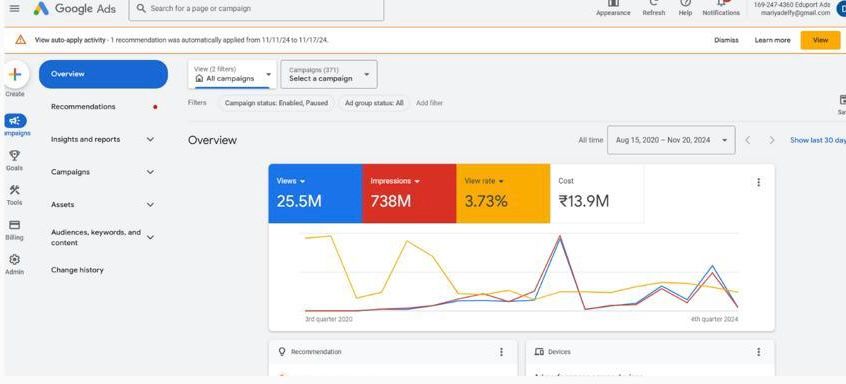 Google Ads
Search for a page or campaign
Appearance
Refresh
Help
Notifications
169-247-4360 Eduport Ads
mariyadelfy@gmail.com
View auto-apply activity - 1 recommendation was automatically applied from 11/11/24 to 11/17/24.
Dismiss
Learn more
View
Create
Campaigns
Goals
Tools
Billing
Admin
Overview
Recommendations
Insights and reports
Campaigns
Assets
Audiences, keywords, and
content
Change history
View (2 filters)
All campaigns
Campaigns (371)
Select a campaign
Filters
Campaign status: Enabled, Paused
Ad group status: All
Add filter
Overview
All time
Aug 15, 2020 – Nov 20, 2024
Show last 30 day
Views
25.5M
Impressions
738M
View rate
3.73%
Cost
₹13.9M
3rd quarter 2020
4th quarter 2024
Recommendation
Devices